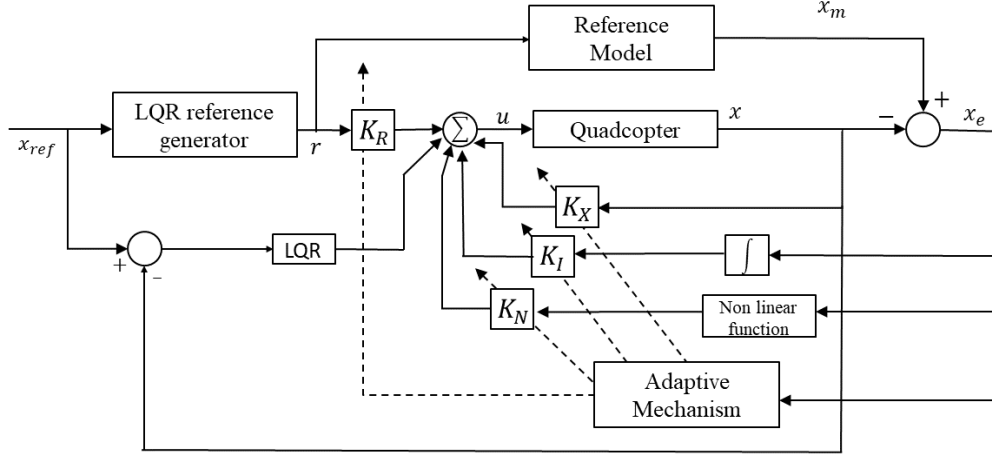 x_m
Reference
Model
+
x_e
LQR reference
generator
x_ref
r
K_R
Σ
u
Quadcopter
x
−
K_X
+
−
LQR
K_I
∫
K_N
Non linear
function
Adaptive
Mechanism